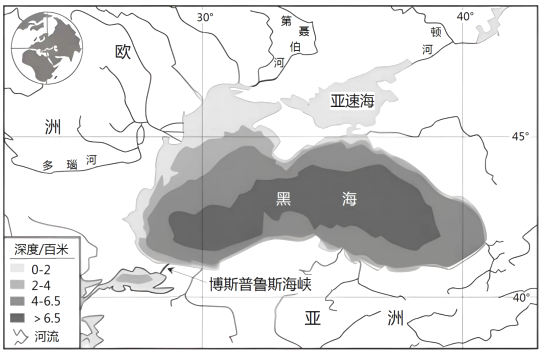 30°
40°
第聂伯河
顿河
欧洲
亚速海
45°
多瑙河
黑海
深度/百米
0-2
2-4
4-6.5
>6.5
河流
博斯普鲁斯海峡
40°
亚洲